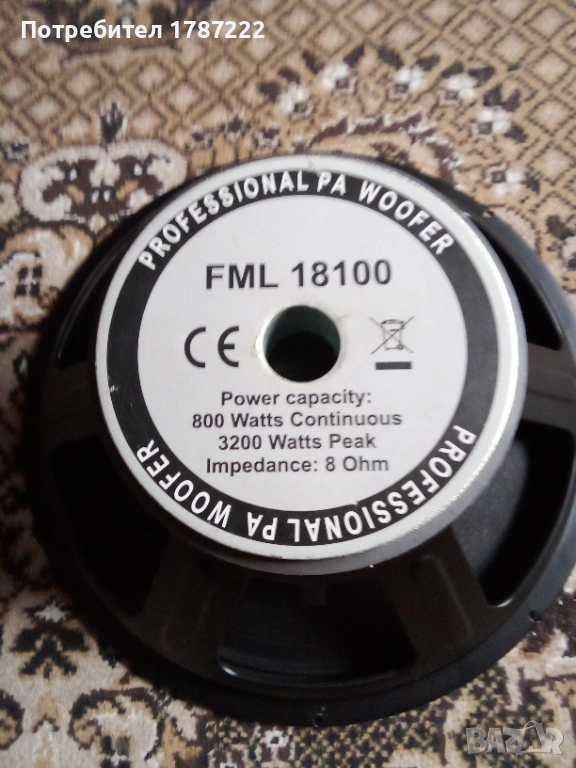 Потребител 1787222
PROFESSIONAL PA WOOFER
FML 18100
CE
Power capacity:
800 Watts Continuous
3200 Watts Peak
Impedance: 8 Ohm
PROFESSIONAL PA WOOFER
BAZAR